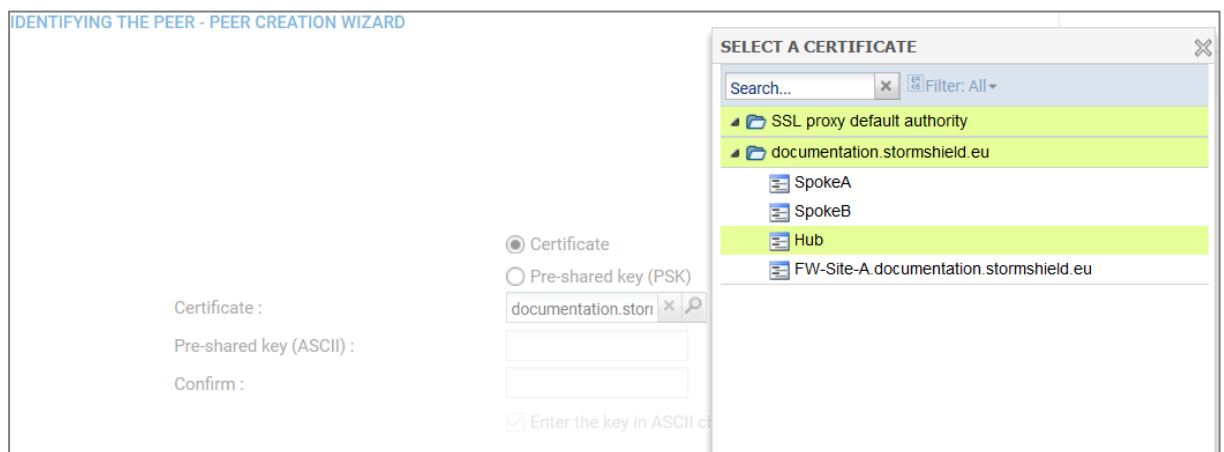 IDENTIFYING THE PEER - PEER CREATION WIZARD
SELECT A CERTIFICATE
Search...
Filter: All
SSL proxy default authority
documentation.stormshield.eu
SpokeA
SpokeB
Hub
FW-Site-A.documentation.stormshield.eu
Certificate
Pre-shared key (PSK)
Certificate :
documentation.stor
Pre-shared key (ASCII) :
Confirm :
Enter the key in ASCII